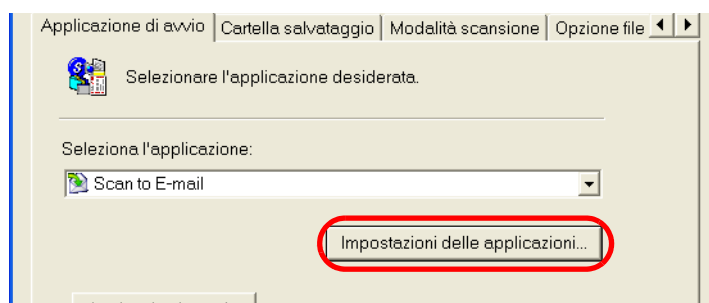 Applicazione di avvio Cartella salvataggio Modalità scansione Opzione file
Selezionare l'applicazione desiderata.
Seleziona l'applicazione:
Scan to E-mail
Impostazioni delle applicazioni...